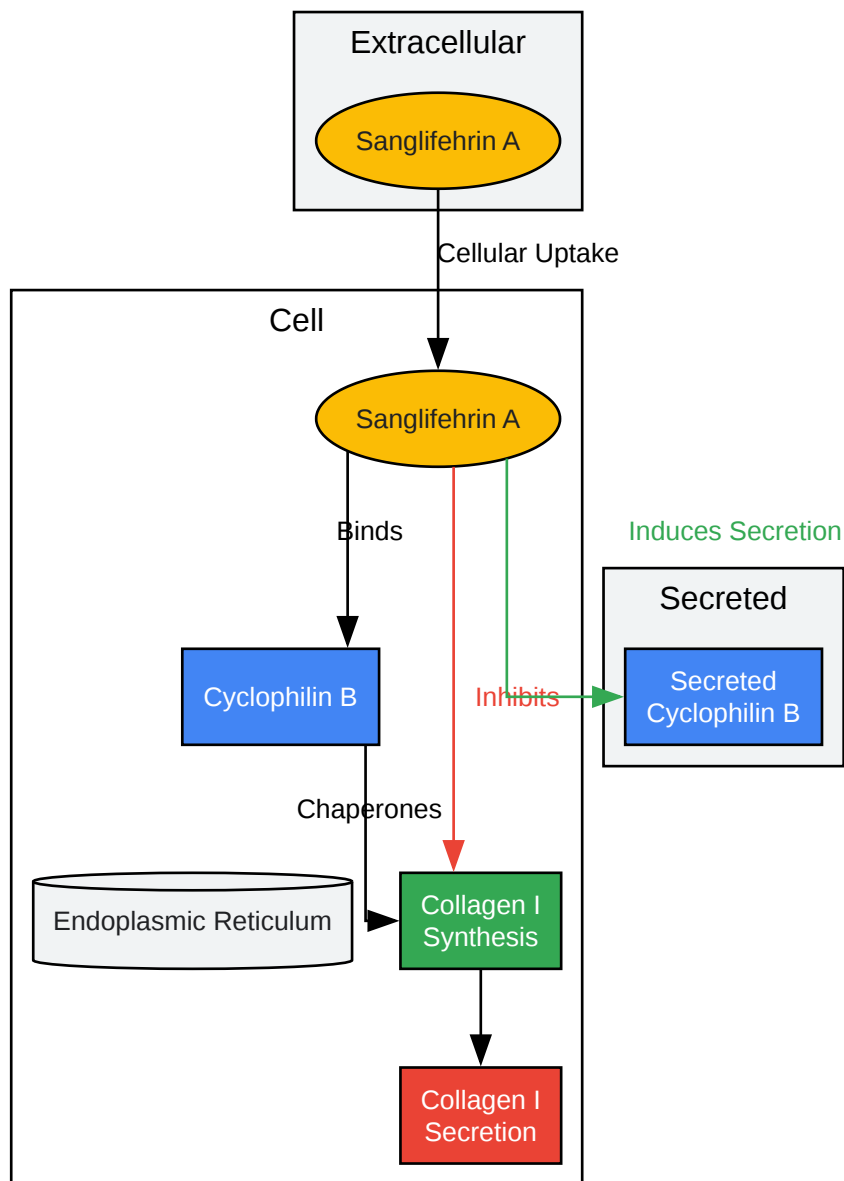 Extracellular
Sanglifehrin A
Cellular Uptake
Cell
Sanglifehrin A
Binds
Induces Secretion
Secreted
Cyclophilin B
Inhibits
Secreted
Cyclophilin B
Chaperones
Endoplasmic Reticulum
Collagen I
Synthesis
Collagen I
Secretion